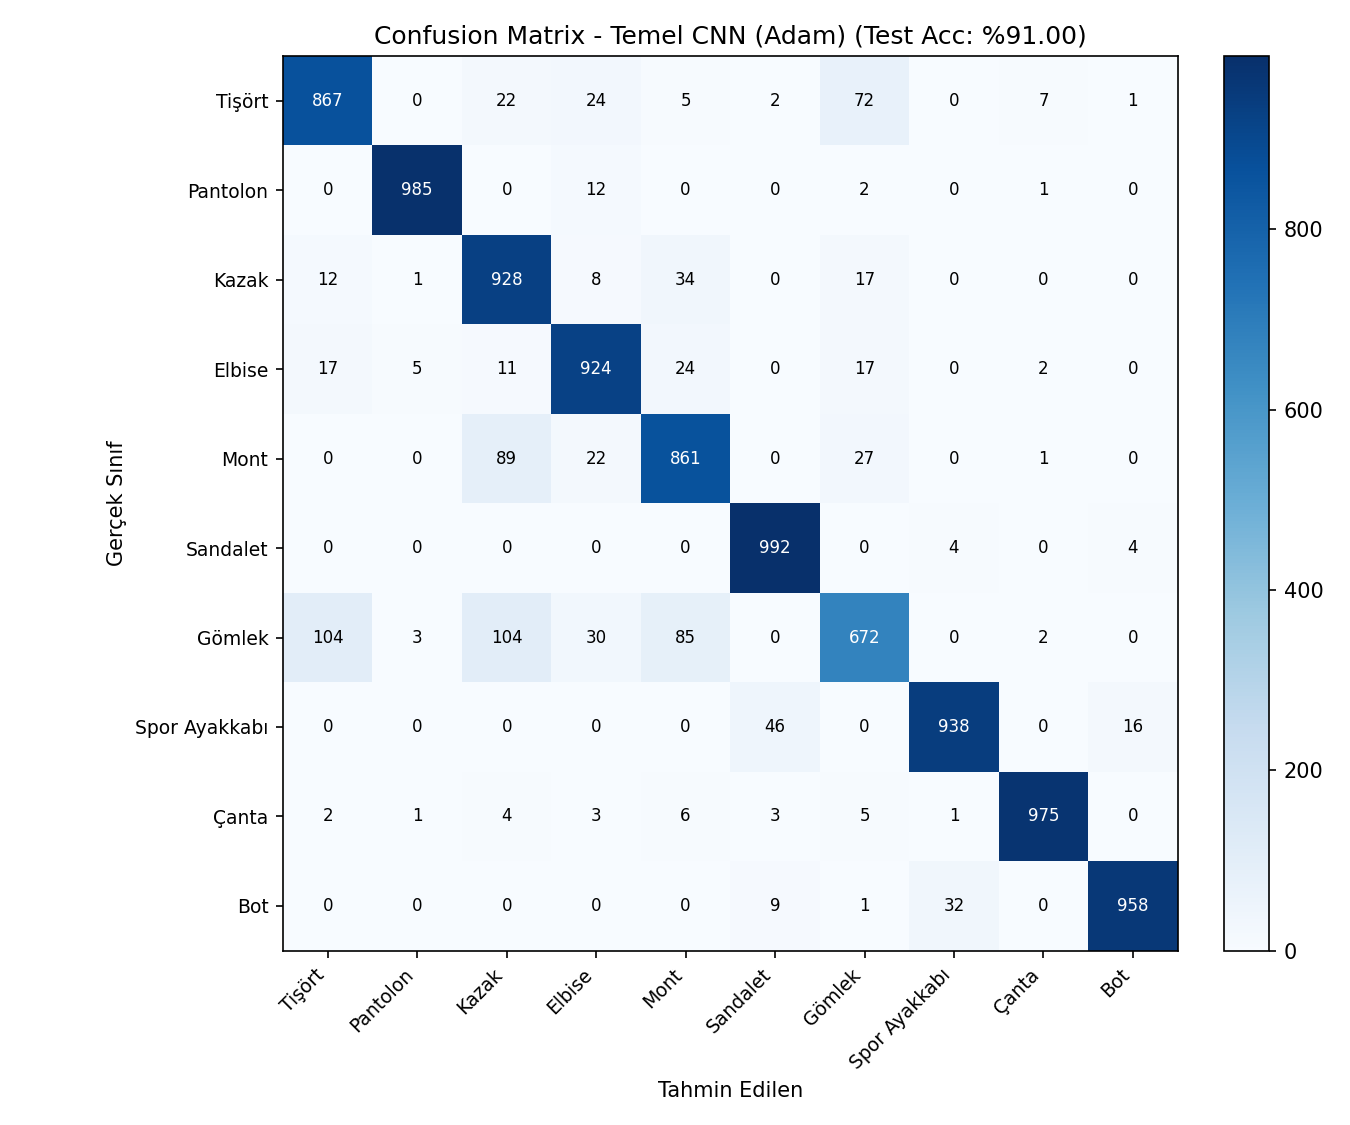 Confusion Matrix - Temel CNN (Adam) (Test Acc: %91.00)
Tişört 867 0 22 24 5 2 72 0 7 1
Pantolon 0 985 0 12 0 0 2 0 1 0
Kazak 12 1 928 8 34 0 17 0 0 0
Elbise 17 5 11 924 24 0 17 0 2 0
Mont 0 0 89 22 861 0 27 0 1 0
Sandalet 0 0 0 0 0 992 0 4 0 4
Gömlek 104 3 104 30 85 0 672 0 2 0
Spor Ayakkabı 0 0 0 0 0 46 0 938 0 16
Çanta 2 1 4 3 6 3 5 1 975 0
Bot 0 0 0 0 0 9 1 32 0 958
Tişört Pantolon Kazak Elbise Mont Sandalet Gömlek Spor Ayakkabı Çanta Bot
Tahmin Edilen
Gerçek Sınıf
800
600
400
200
0